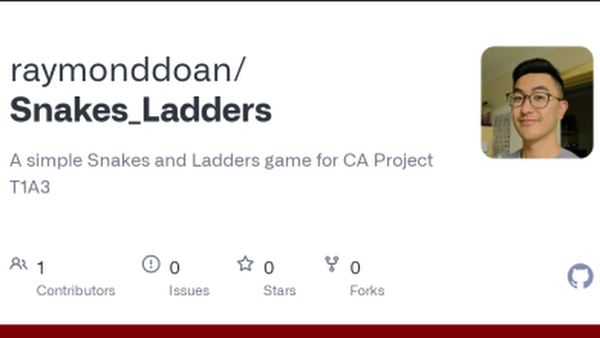 raymonddoan/
Snakes_Ladders
A simple Snakes and Ladders game for CA Project
T1A3
1 0 0 0
Contributors Issues Stars Forks